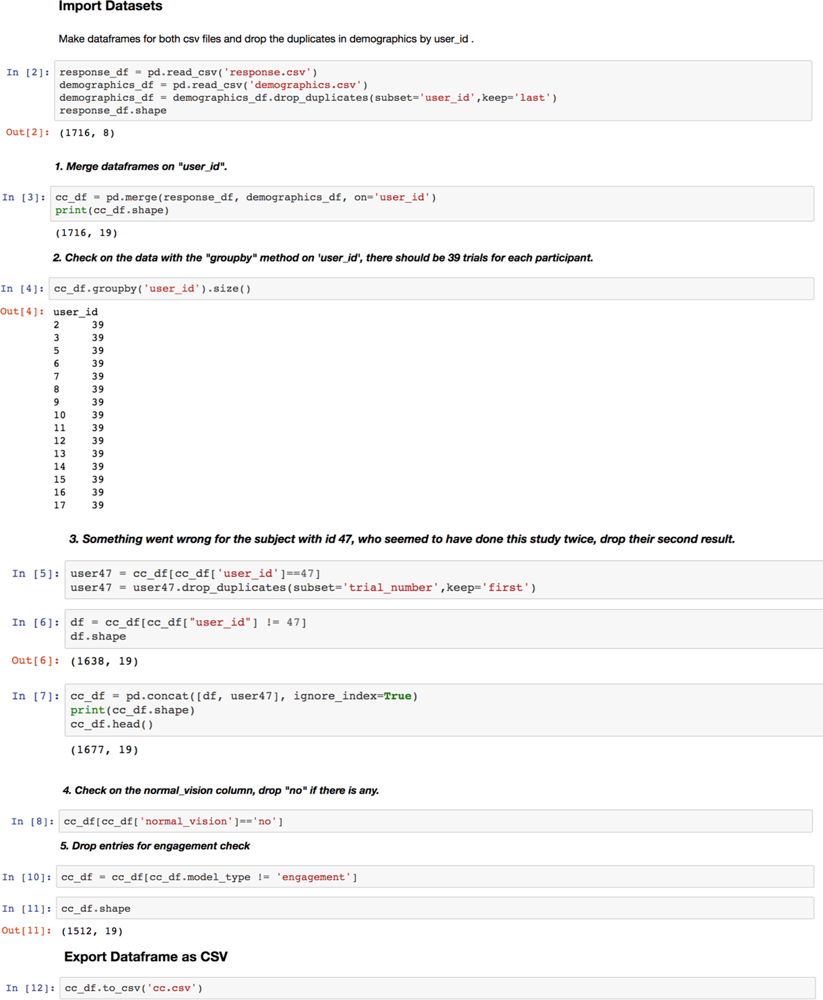 Import Datasets
Make dataframes for both csv files and drop the duplicates in demographics by user_id .
In [2]: response_df = pd.read_csv('response.csv')
demographics_df = pd.read_csv('demographics.csv')
demographics_df = demographics_df.drop_duplicates(subset='user_id',keep='last')
response_df.shape
Out[2]: (1716, 8)
1. Merge dataframes on "user_id".
In [3]: cc_df = pd.merge(response_df, demographics_df, on='user_id')
print(cc_df.shape)
(1716, 19)
2. Check on the data with the "groupby" method on 'user_id', there should be 39 trials for each participant.
In [4]: cc_df.groupby('user_id').size()
Out[4]: user_id
2 39
3 39
5 39
6 39
7 39
8 39
9 39
10 39
11 39
12 39
13 39
14 39
15 39
16 39
17 39
3. Something went wrong for the subject with id 47, who seemed to have done this study twice, drop their second result.
In [5]: user47 = cc_df[cc_df['user_id']==47]
user47 = user47.drop_duplicates(subset='trial_number',keep='first')
In [6]: df = cc_df[cc_df["user_id"] != 47]
df.shape
Out[6]: (1638, 19)
In [7]: cc_df = pd.concat([df, user47], ignore_index=True)
print(cc_df.shape)
cc_df.head()
(1677, 19)
4. Check on the normal_vision column, drop "no" if there is any.
In [8]: cc_df[cc_df['normal_vision']=='no']
5. Drop entries for engagement check
In [10]: cc_df = cc_df[cc_df.model_type != 'engagement']
In [11]: cc_df.shape
Out[11]: (1512, 19)
Export Dataframe as CSV
In [12]: cc_df.to_csv('cc.csv')